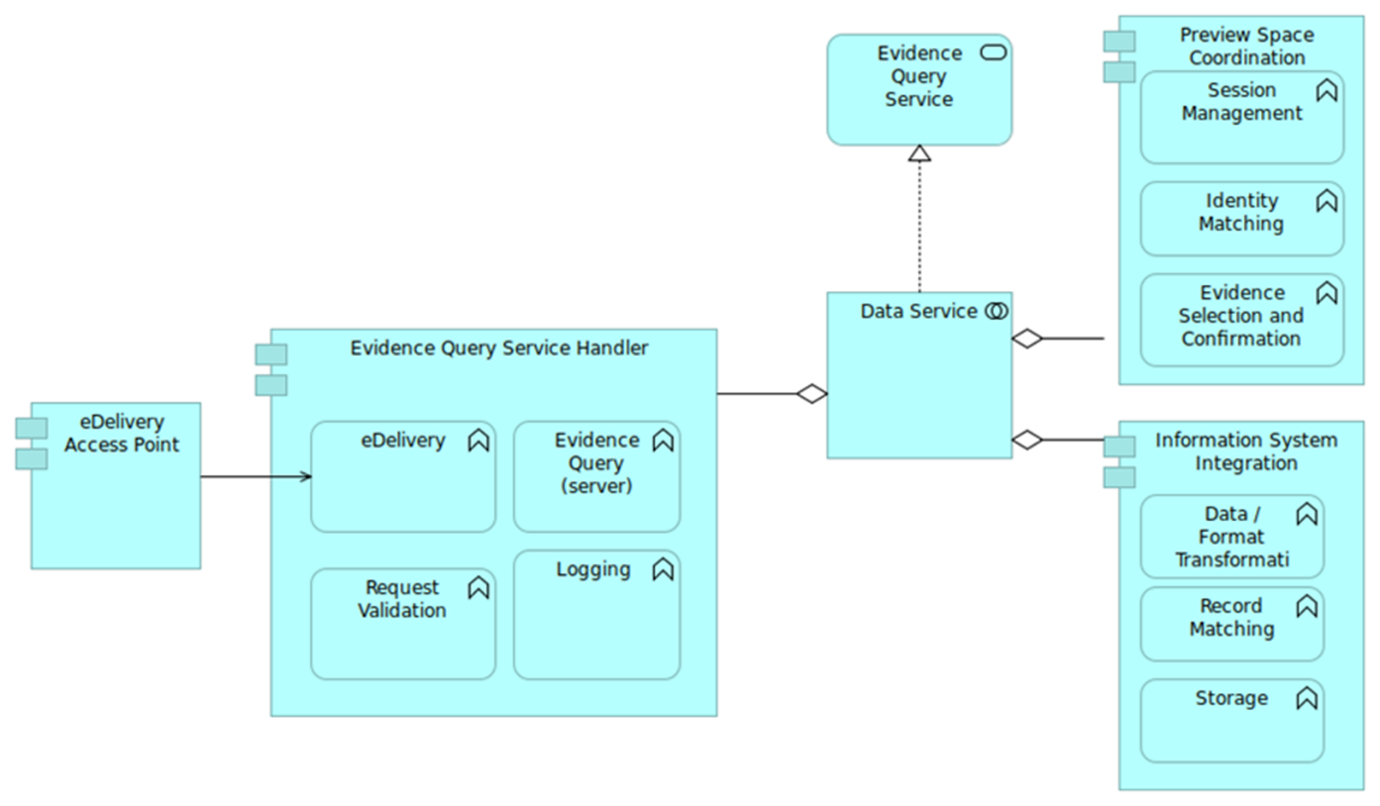 eDelivery
Access Point
Evidence Query Service Handler
eDelivery
Evidence
Query
(server)
Request
Validation
Logging
Evidence
Query
Service
Data Service
Preview Space
Coordination
Session
Management
Identity
Matching
Evidence
Selection and
Confirmation
Information System
Integration
Data /
Format
Transformati
Record
Matching
Storage